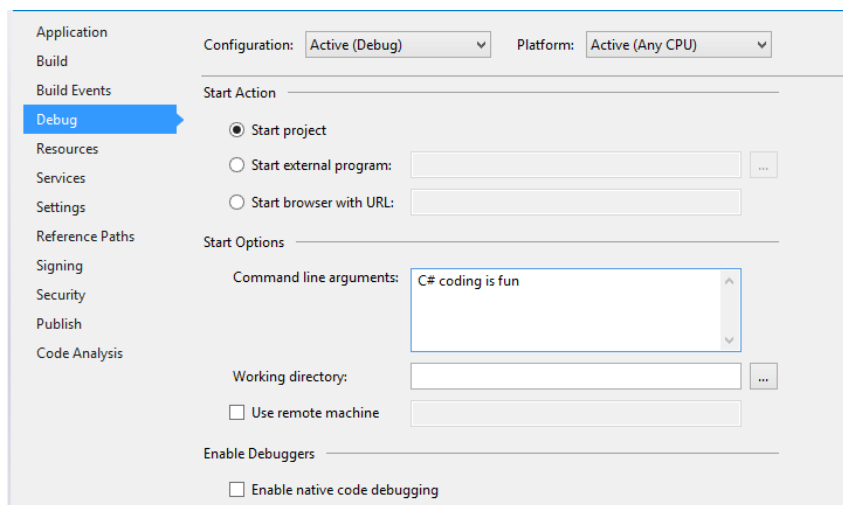 Application
Build
Build Events
Debug
Resources
Services
Settings
Reference Paths
Signing
Security
Publish
Code Analysis
Configuration: Active (Debug) Platform: Active (Any CPU)
Start Action
Start project
Start external program: ...
Start browser with URL:
Start Options
Command line arguments: C# coding is fun
Working directory: ...
Use remote machine
Enable Debuggers
Enable native code debugging